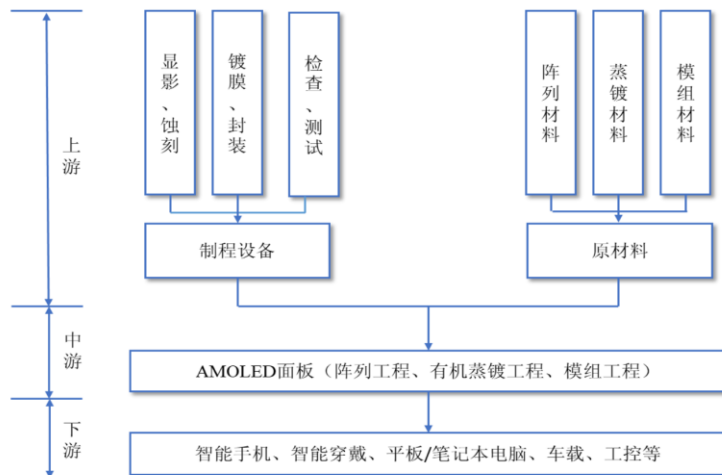 上游
显影、蚀刻
镀膜、封装
检查、测试
阵列材料
蒸镀材料
模组材料
制程设备
原材料
中游
AMOLED面板（阵列工程、有机蒸镀工程、模组工程）
下游
智能手机、智能穿戴、平板/笔记本电脑、车载、工控等